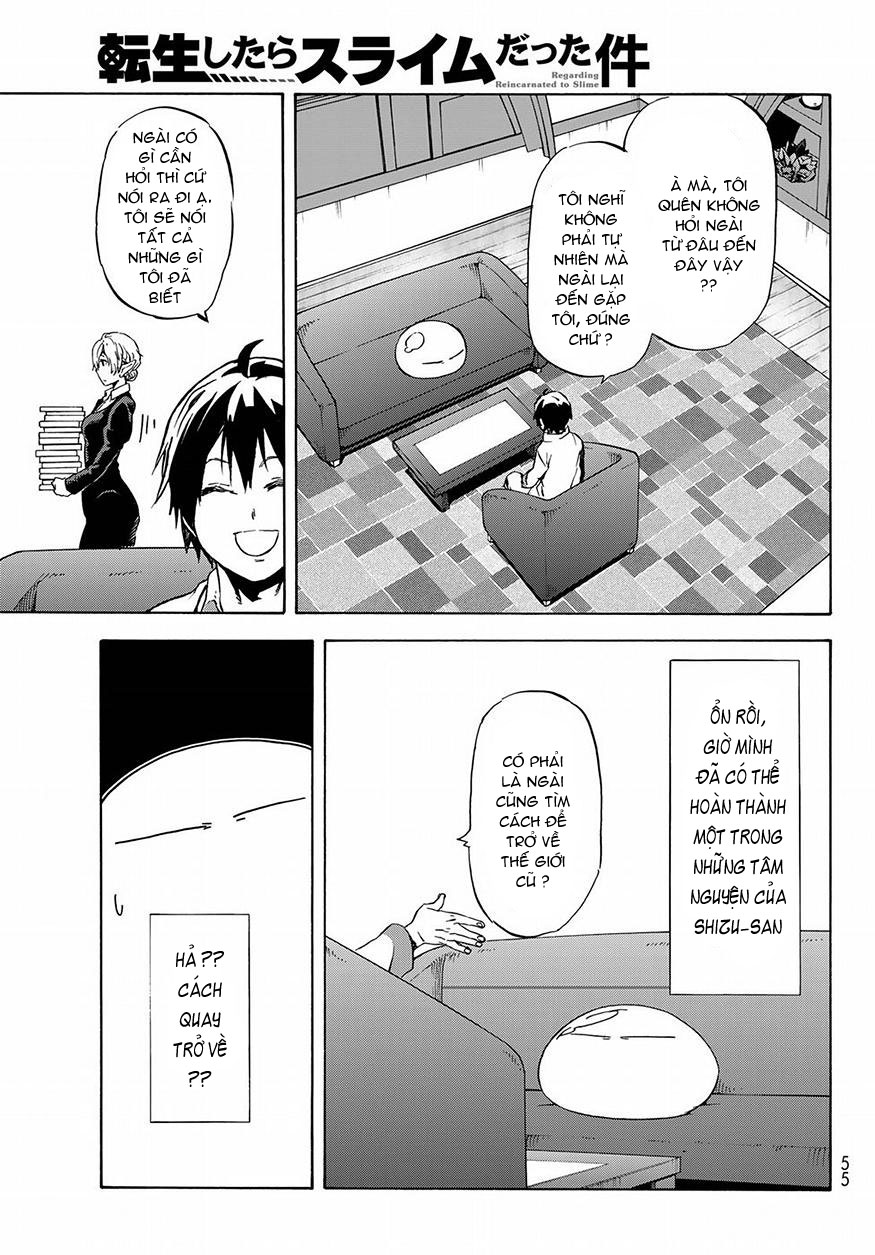 転生したらスライムだった件
Regarding
Reincarnated to Slime
À MÀ, TÔI
QUÊN KHÔNG
HỎI NGÀI
TỪ ĐÂU ĐẾN
ĐÂY VẬY
??
TÔI NGHĨ
KHÔNG
PHẢI TỰ
NHIÊN MÀ
NGÀI LẠI
ĐẾN GẶP
TÔI, ĐÚNG
CHỨ ?
NGÀI CÓ
GÌ CẦN
HỎI THÌ CỨ
NÓI RA ĐI Ạ.
TÔI SẼ NÓI
TẤT CẢ
NHỮNG GÌ
TÔI ĐÃ
BIẾT
ỔN RỒI,
GIỜ MÌNH
ĐÃ CÓ THỂ
HOÀN THÀNH
MỘT TRONG
NHỮNG TÂM
NGUYỆN CỦA
SHIZU-SAN
CÓ PHẢI
LÀ NGÀI
CŨNG TÌM
CÁCH ĐỂ
TRỞ VỀ
THẾ GIỚI
CŨ ?
HẢ ??
CÁCH
QUAY
TRỞ VỀ
??
55